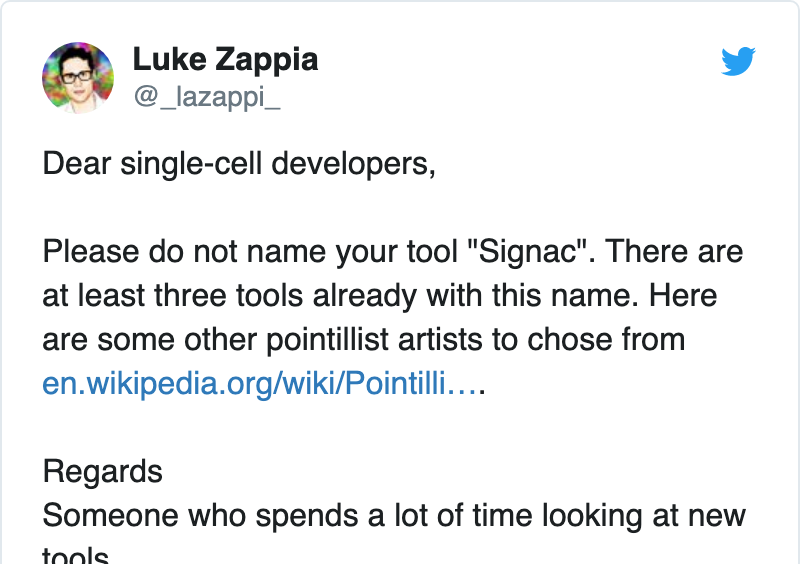 Luke Zappia
@_lazappi_
Dear single-cell developers,
Please do not name your tool "Signac". There are
at least three tools already with this name. Here
are some other pointillist artists to chose from
en.wikipedia.org/wiki/Pointilli….
Regards
Someone who spends a lot of time looking at new
tools